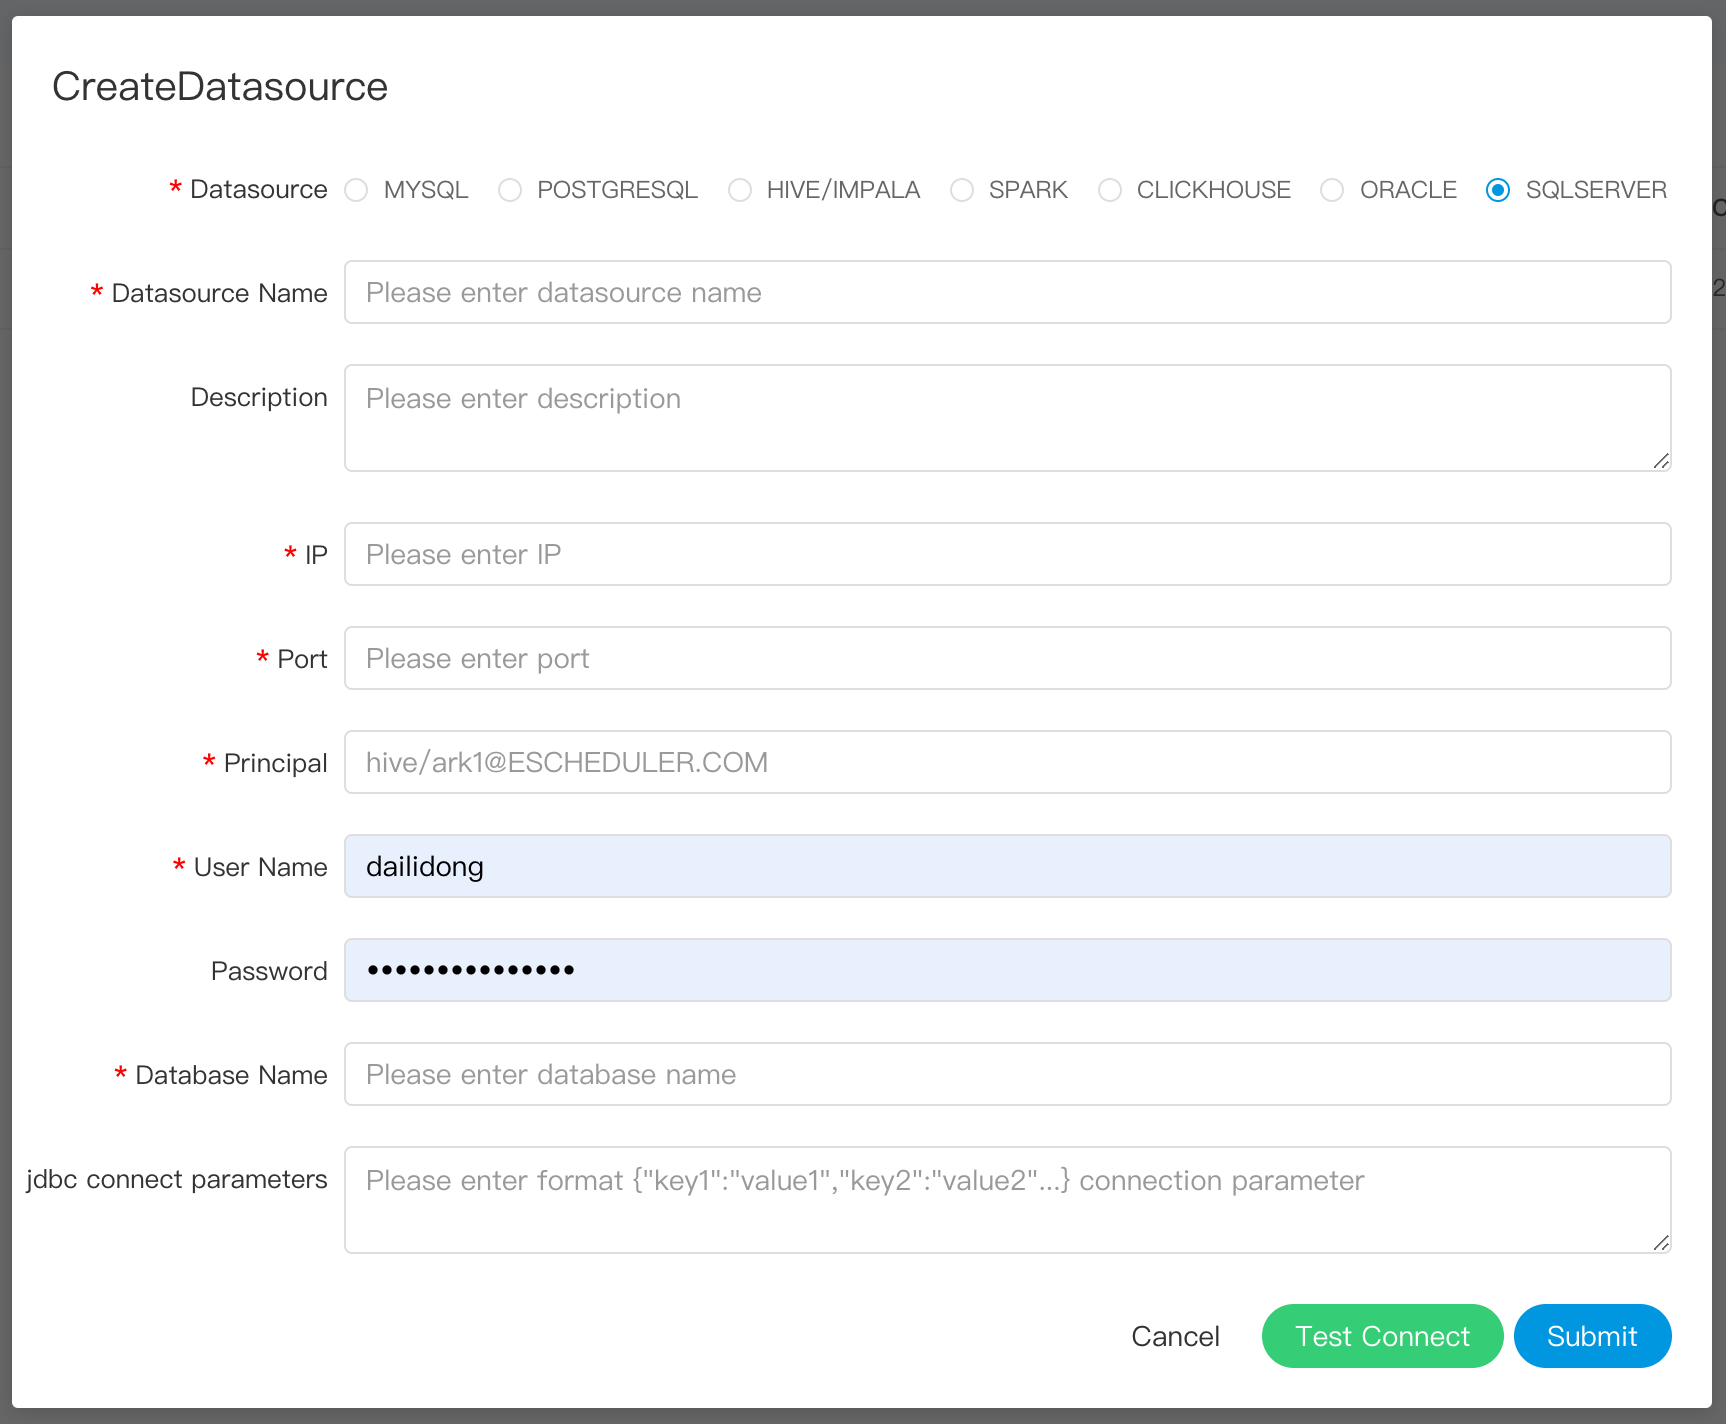 CreateDatasource
* Datasource MYSQL POSTGRESQL HIVE/IMPALA SPARK CLICKHOUSE ORACLE SQLSERVER
* Datasource Name Please enter datasource name
Description Please enter description
* IP Please enter IP
* Port Please enter port
* Principal hive/ark1@ESCHEDULER.COM
* User Name dailidong
Password •••••••••••••••
* Database Name Please enter database name
jdbc connect parameters Please enter format {"key1":"value1","key2":"value2"...} connection parameter
Cancel Test Connect Submit